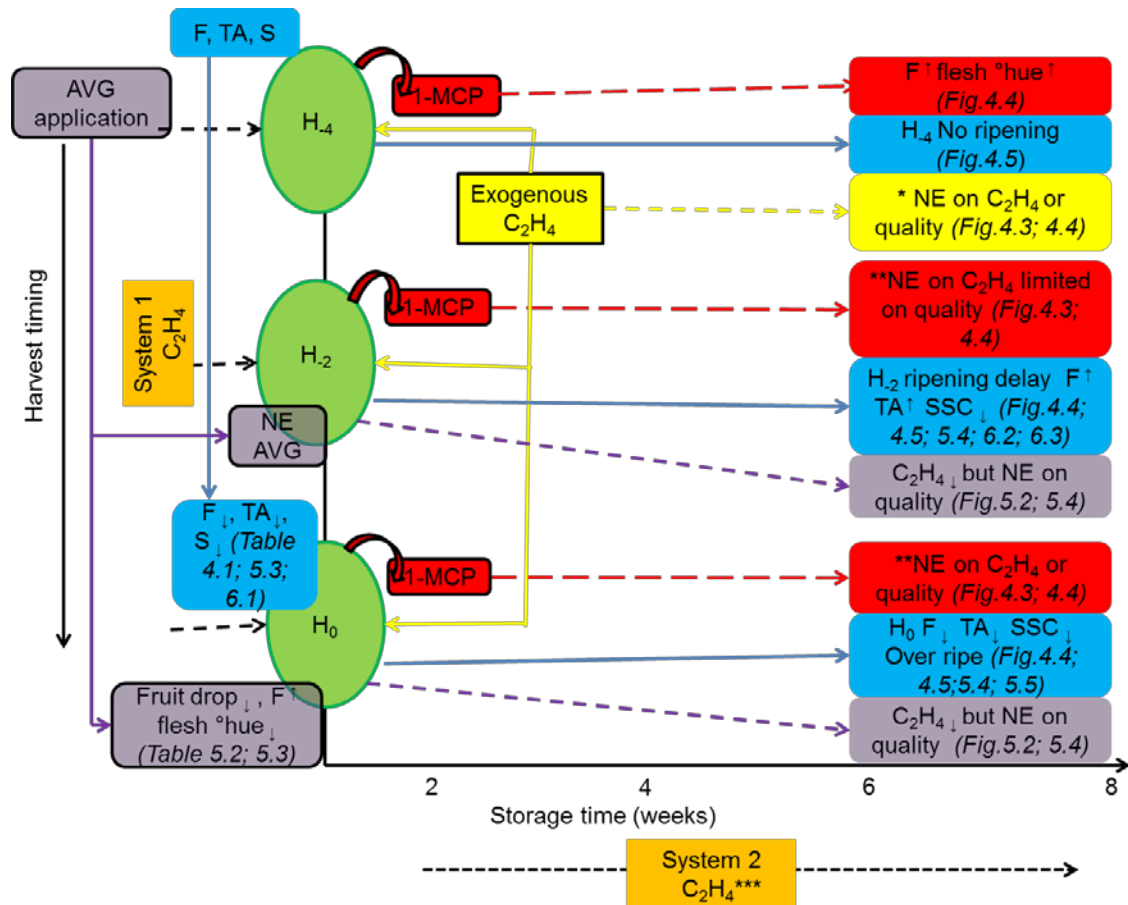 F, TA, S
AVG
application
H₋₄
1-MCP
F↑ flesh °hue↑
(Fig.4.4)
H₋₄ No ripening
(Fig.4.5)
Exogenous
C₂H₄
* NE on C₂H₄ or
quality (Fig.4.3; 4.4)
Harvest timing
System 1
C₂H₄
H₋₂
1-MCP
**NE on C₂H₄ limited
on quality (Fig.4.3;
4.4)
H₋₂ ripening delay F↑
TA↑ SSC↓ (Fig.4.4;
4.5; 5.4; 6.2; 6.3)
NE
AVG
C₂H₄↓ but NE on
quality (Fig.5.2; 5.4)
F↓, TA↓,
S↓ (Table
4.1; 5.3;
6.1)
H₀
1-MCP
**NE on C₂H₄ or
quality (Fig.4.3; 4.4)
H₀ F↓ TA↓ SSC↓
Over ripe (Fig.4.4;
4.5;5.4; 5.5)
Fruit drop↓, F↑
flesh °hue↓
(Table 5.2; 5.3)
C₂H₄↓ but NE on
quality (Fig.5.2; 5.4)
2 4 6 8
Storage time (weeks)
System 2
C₂H₄***